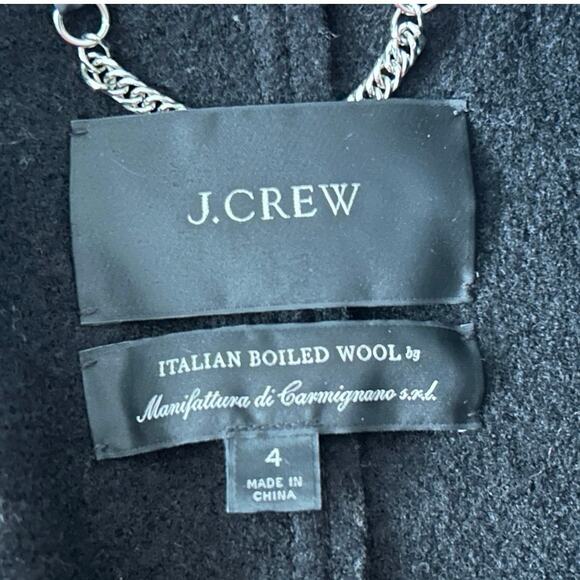 J.CREW
ITALIAN BOILED WOOL by
Manifattura di Carmignano s.r.l.
4
MADE IN
CHINA